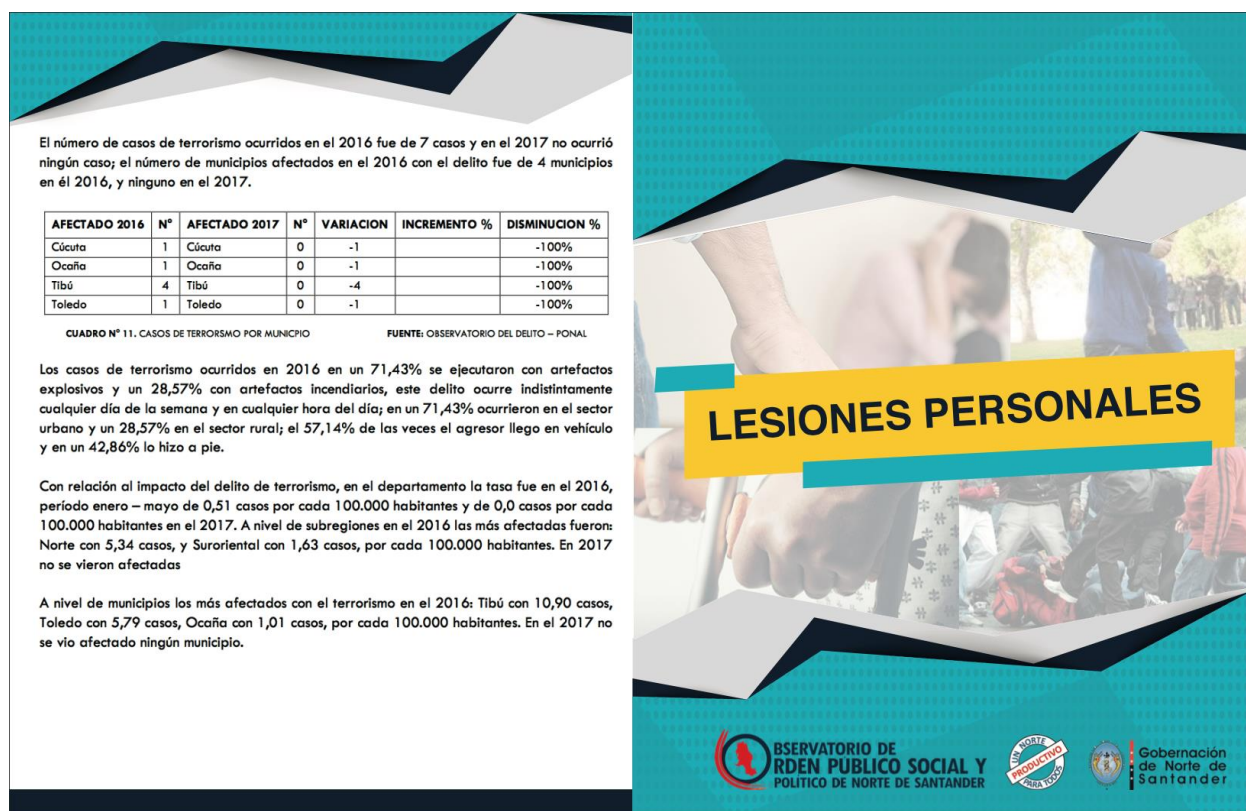 El número de casos de terrorismo ocurridos en el 2016 fue de 7 casos y en el 2017 no ocurrió
ningún caso; el número de municipios afectados en el 2016 con el delito fue de 4 municipios
en él 2016, y ninguno en el 2017.
AFECTADO 2016 N° AFECTADO 2017 N° VARIACION INCREMENTO % DISMINUCION %
Cúcuta 1 Cúcuta 0 -1 -100%
Ocaña 1 Ocaña 0 -1 -100%
Tibú 4 Tibú 0 -4 -100%
Toledo 1 Toledo 0 -1 -100%
CUADRO N° 11. CASOS DE TERRORSMO POR MUNICPIO FUENTE: OBSERVATORIO DEL DELITO – PONAL
Los casos de terrorismo ocurridos en 2016 en un 71,43% se ejecutaron con artefactos
explosivos y un 28,57% con artefactos incendiarios, este delito ocurre indistintamente
cualquier día de la semana y en cualquier hora del día; en un 71,43% ocurrieron en el sector
urbano y un 28,57% en el sector rural; el 57,14% de las veces el agresor llego en vehículo
y en un 42,86% lo hizo a pie.
Con relación al impacto del delito de terrorismo, en el departamento la tasa fue en el 2016,
período enero – mayo de 0,51 casos por cada 100.000 habitantes y de 0,0 casos por cada
100.000 habitantes en el 2017. A nivel de subregiones en el 2016 las más afectadas fueron:
Norte con 5,34 casos, y Suroriental con 1,63 casos, por cada 100.000 habitantes. En 2017
no se vieron afectadas
A nivel de municipios los más afectados con el terrorismo en el 2016: Tibú con 10,90 casos,
Toledo con 5,79 casos, Ocaña con 1,01 casos, por cada 100.000 habitantes. En el 2017 no
se vio afectado ningún municipio.
LESIONES PERSONALES
OBSERVATORIO DE
ORDEN PUBLICO SOCIAL Y
POLITICO DE NORTE DE SANTANDER
UN NORTE
PRODUCTIVO
PARA TODOS
Gobernación
de Norte de
Santander